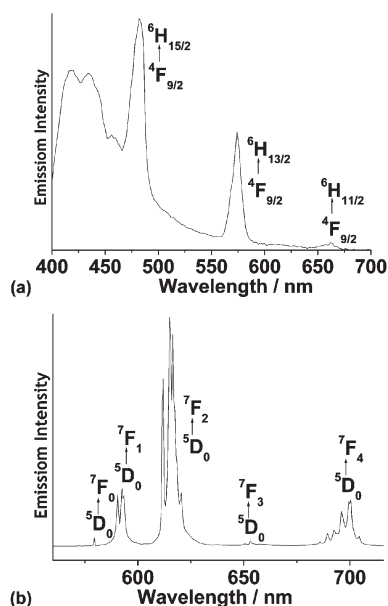 Emissiom Intensity
⁶H₁₅/₂
⁴F₉/₂
⁶H₁₃/₂
⁴F₉/₂
⁶H₁₁/₂
⁴F₉/₂
400 450 500 550 600 650 700
(a) Wavelength / nm
Emissiom Intensity
⁷F₀
⁵D₀
⁷F₁
⁵D₀
⁷F₂
⁵D₀
⁷F₃
⁵D₀
⁷F₄
⁵D₀
600 650 700
(b) Wavelength / nm